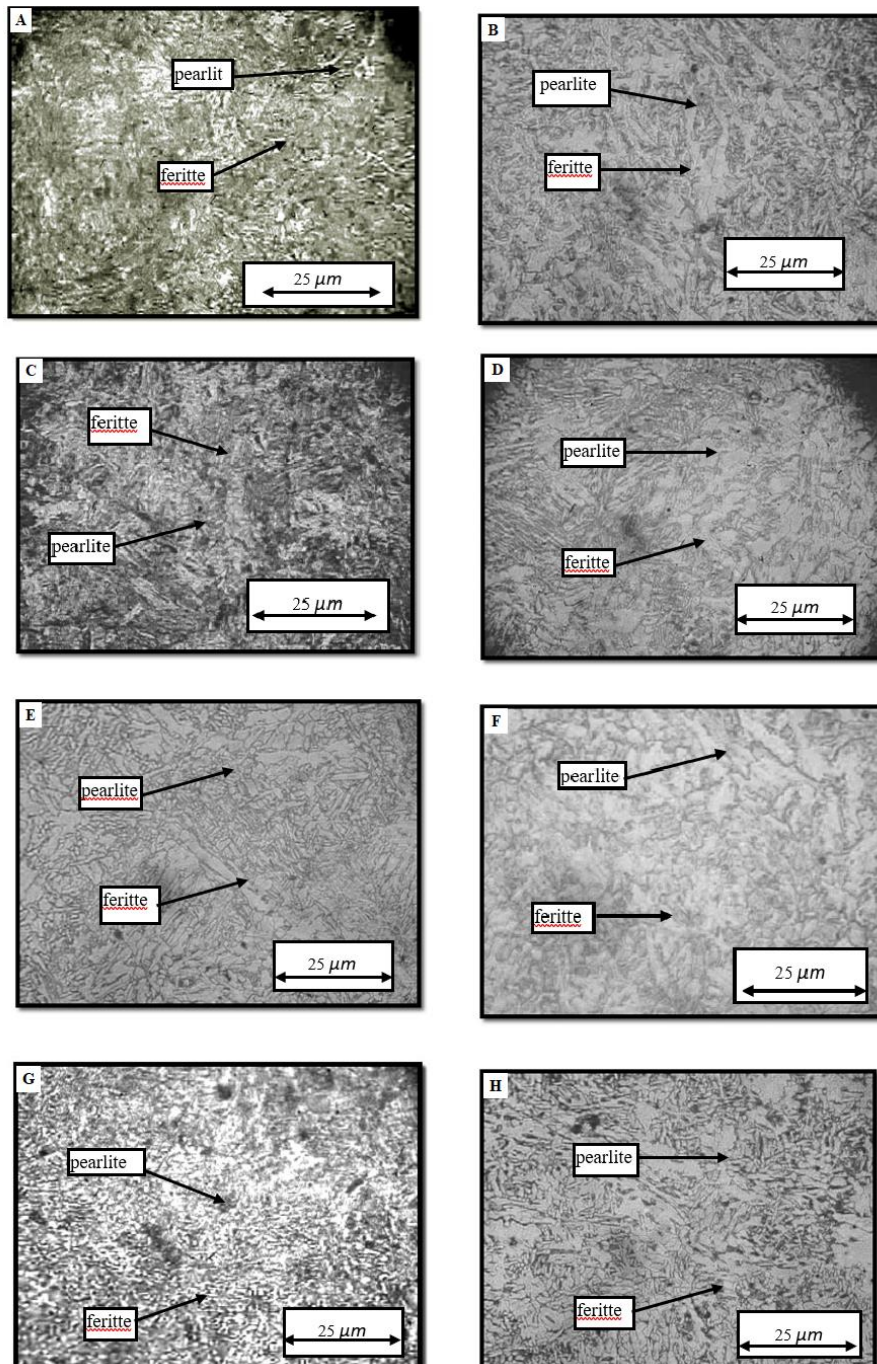 A
pearlit
feritte
25 μm
B
pearlite
feritte
25 μm
C
feritte
pearlite
25 μm
D
pearlite
feritte
25 μm
E
pearlite
feritte
25 μm
F
pearlite
feritte
25 μm
G
pearlite
feritte
25 μm
H
pearlite
feritte
25 μm